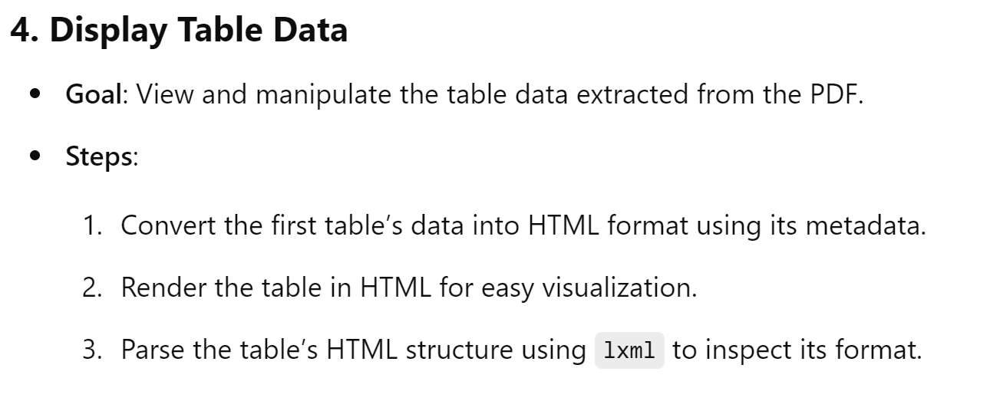 4. Display Table Data
• Goal: View and manipulate the table data extracted from the PDF.
• Steps:
1. Convert the first table’s data into HTML format using its metadata.
2. Render the table in HTML for easy visualization.
3. Parse the table’s HTML structure using lxml to inspect its format.